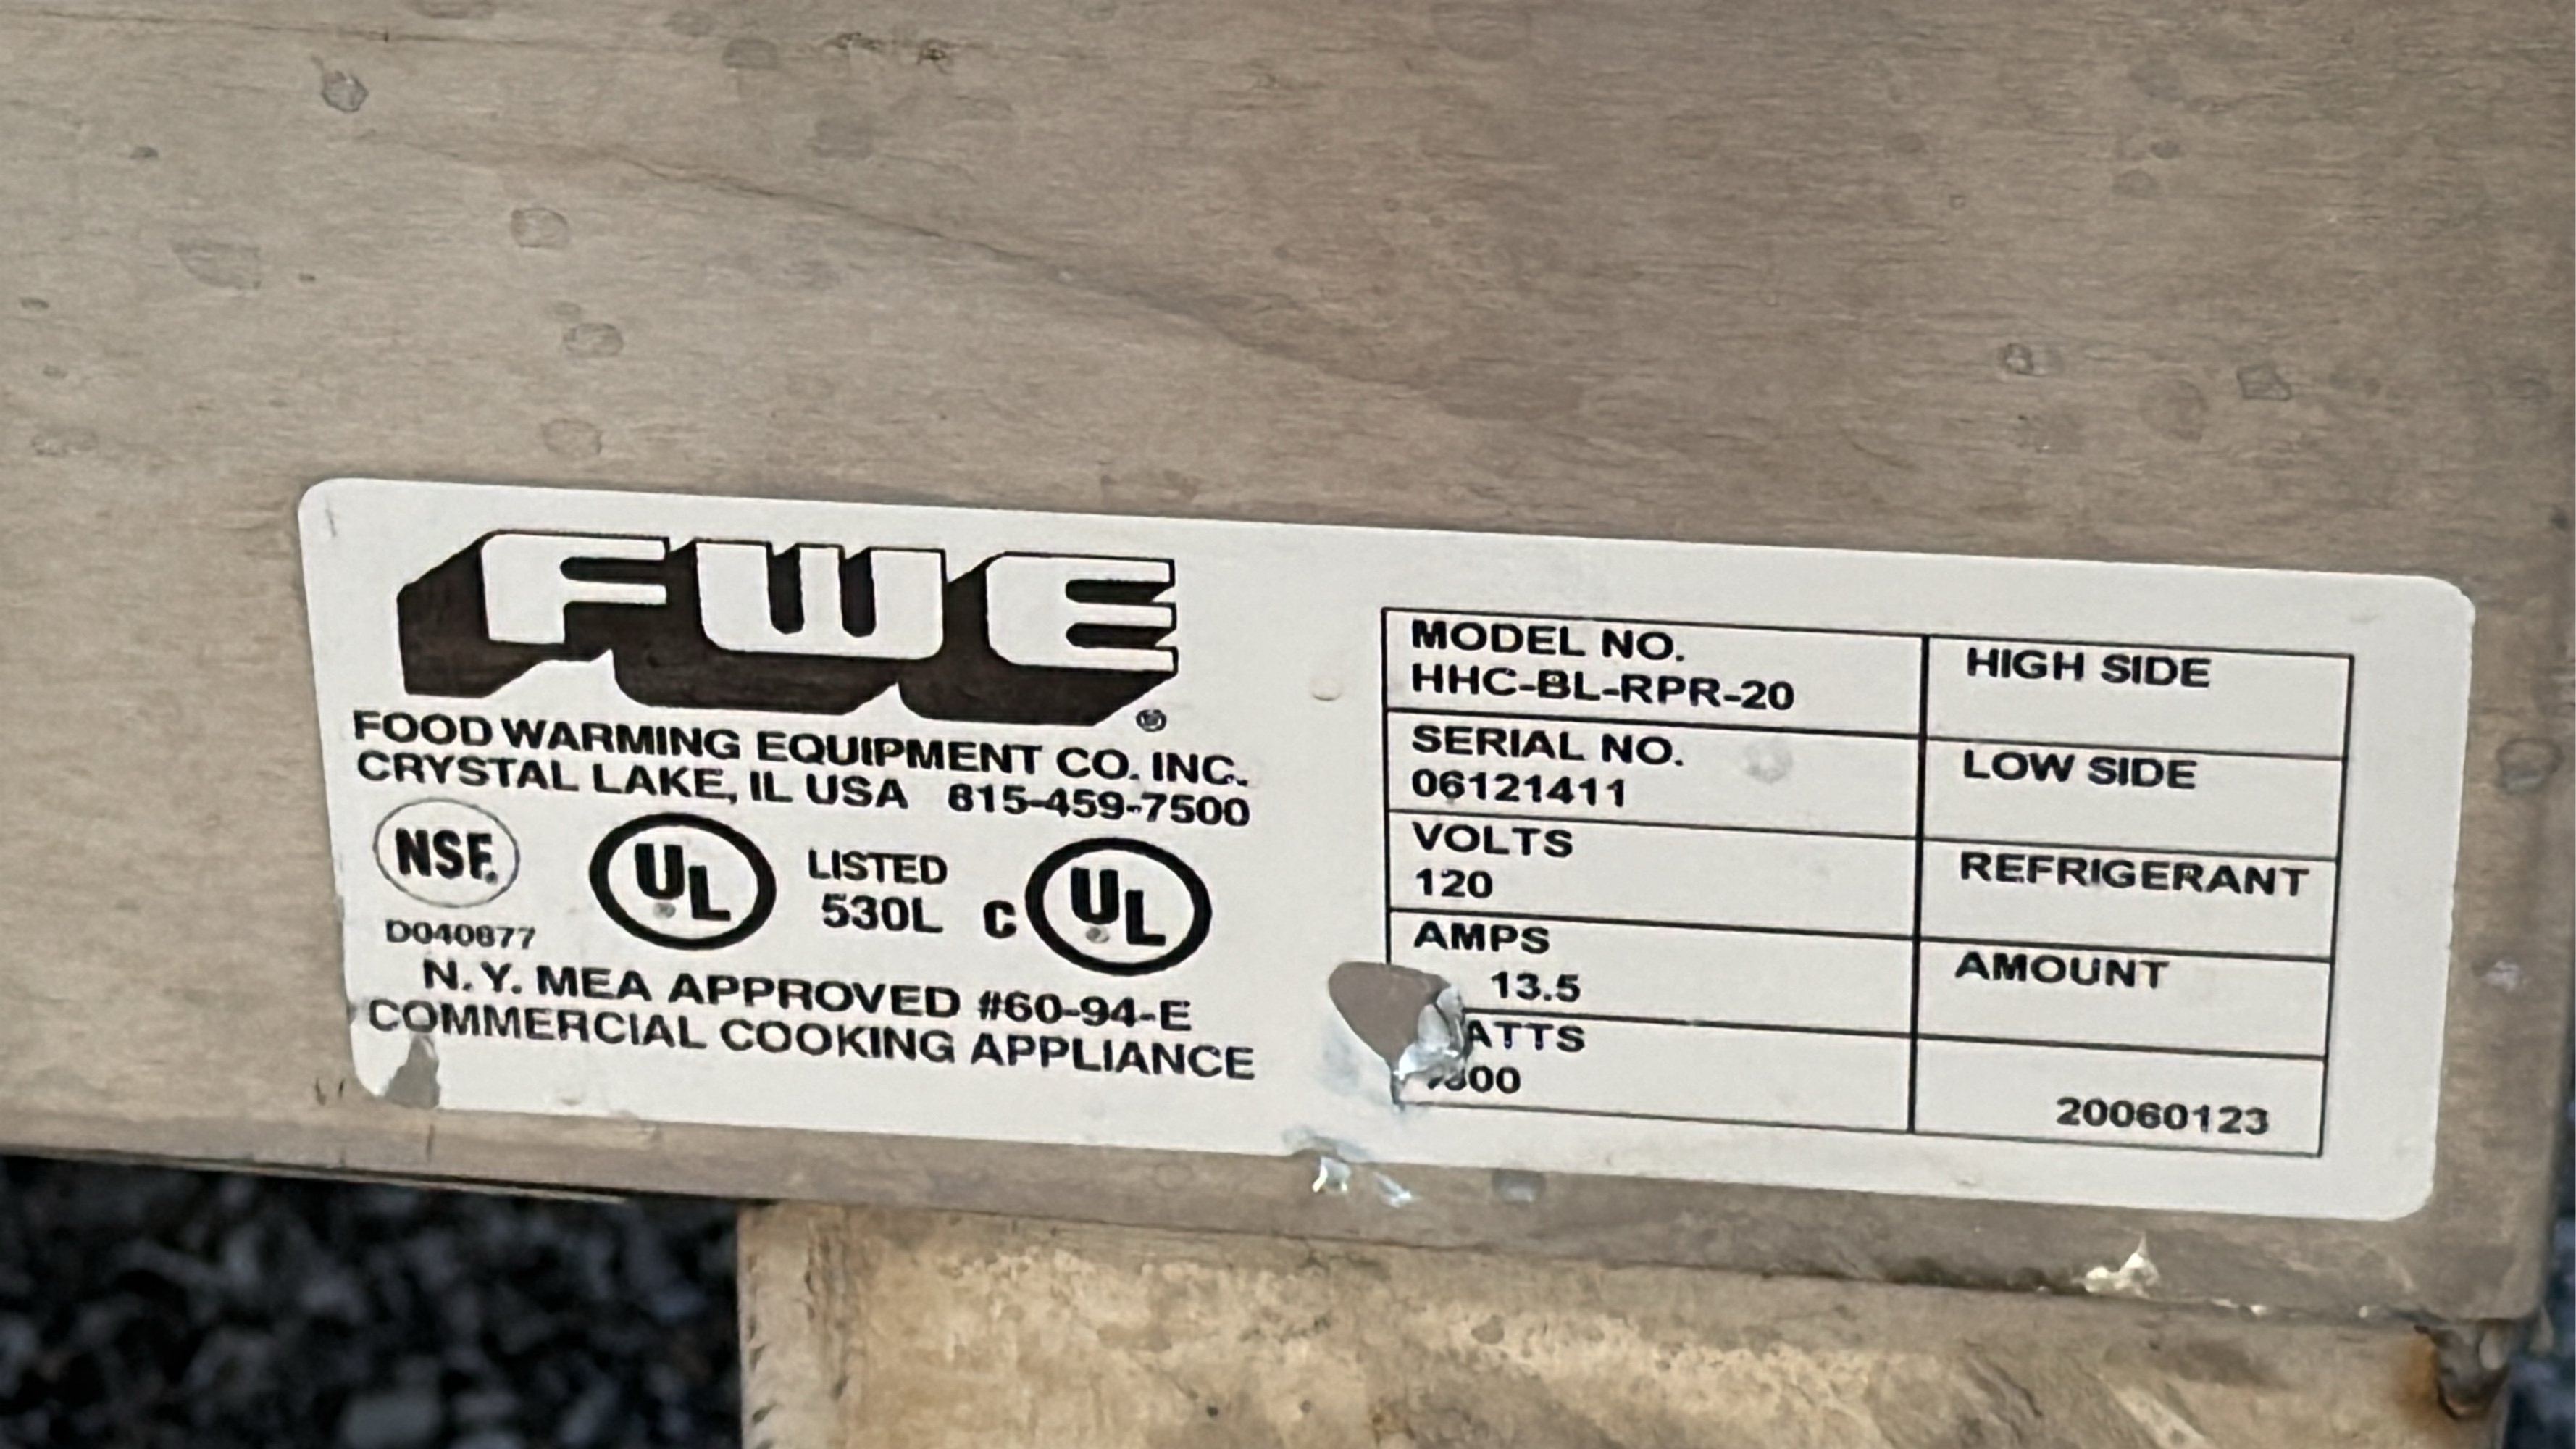 FWE
FOOD WARMING EQUIPMENT CO. INC.
CRYSTAL LAKE, IL USA 815-459-7500
NSF.
UL
LISTED
530L
C UL
N.Y. MEA APPROVED #60-94-E
COMMERCIAL COOKING APPLIANCE
MODEL NO.
HHC-BL-RPR-20
SERIAL NO.
06121411
VOLTS
120
AMPS
13.5
HIGH SIDE
LOW SIDE
REFRIGERANT
AMOUNT
20060123